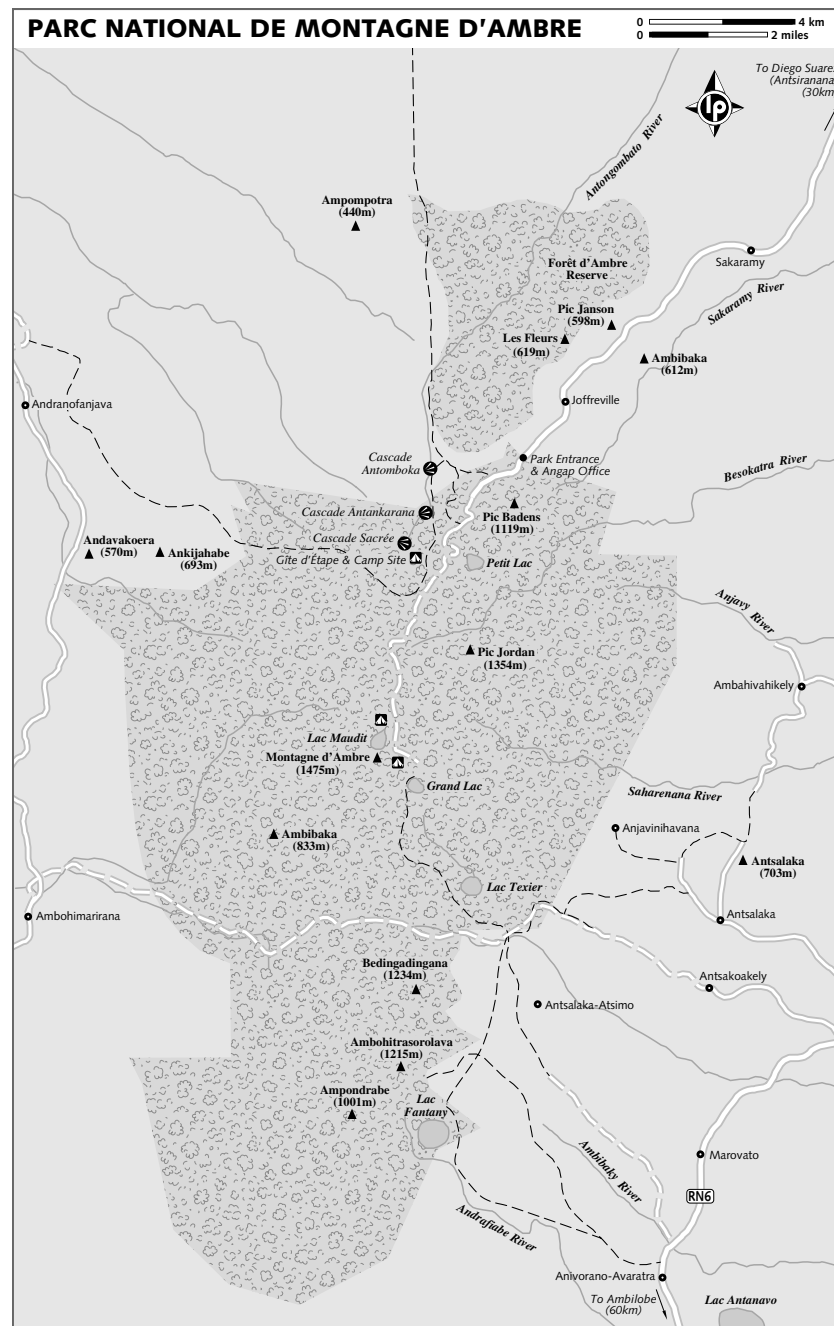 PARC NATIONAL DE MONTAGNE D'AMBRE
0 4 km
0 2 miles
To Diego Suarez
(Antsiranana)
(30km)
lp
Antongombato River
Ampompotra
(440m)
Forêt d'Ambre
Reserve
Sakaramy
Sakaramy River
Pic Janson
(598m)
Les Fleurs
(619m)
Ambibaka
(612m)
Andranofanjava
Joffreville
Cascade
Antomboka
Park Entrance
& Angap Office
Besokatra River
Cascade Antankarana
Pic Badens
(1119m)
Cascade Sacrée
Andavakoera
(570m)
Ankijahabe
(693m)
Gîte d'Étape & Camp Site
Petit Lac
Anjavy River
Pic Jordan
(1354m)
Ambahivahikely
Lac Maudit
Montagne d'Ambre
(1475m)
Grand Lac
Saharenana River
Anjavinihavana
Ambibaka
(833m)
Antsalaka
(703m)
Lac Texier
Ambohimarirana
Antsalaka
Bedingadingana
(1234m)
Antsakoakely
Antsalaka-Atsimo
Ambohitrasorolava
(1215m)
Ampondrabe
(1001m)
Lac
Fantany
Ambibaky River
Marovato
RN6
Andrafiabe River
Anivorano-Avaratra
To Ambilobe
(60km)
Lac Antanavo